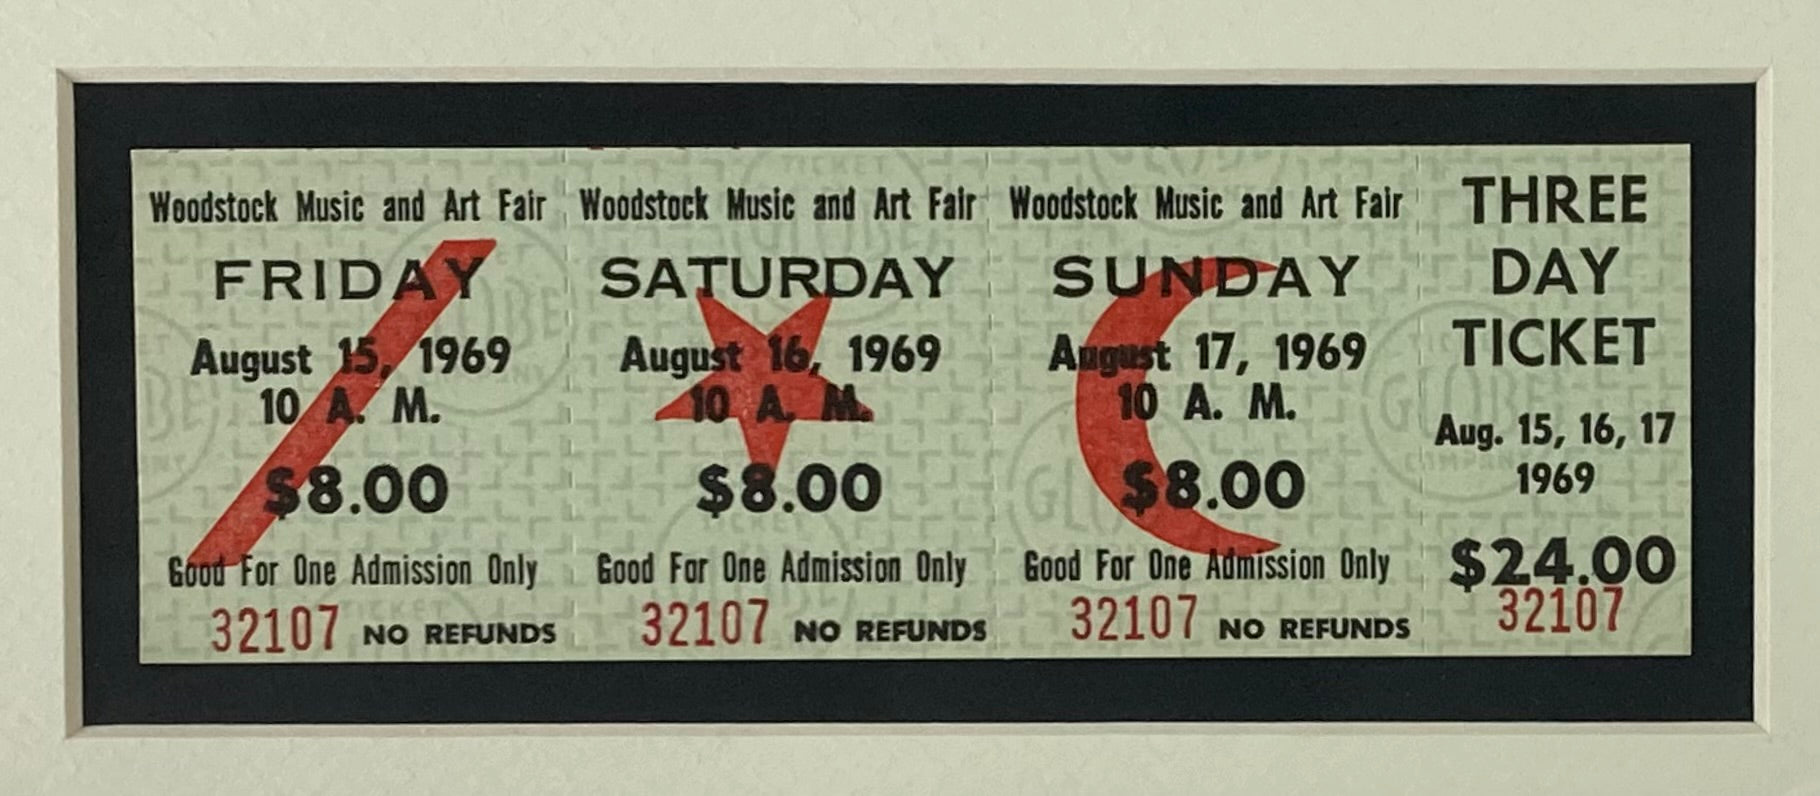 Woodstock Music and Art Fair
FRIDAY
August 15, 1969
10 A. M.
$8.00
Good For One Admission Only
32107 NO REFUNDS
Woodstock Music and Art Fair
SATURDAY
August 16, 1969
10 A. M.
$8.00
Good For One Admission Only
32107 NO REFUNDS
Woodstock Music and Art Fair
SUNDAY
August 17, 1969
10 A. M.
$8.00
Good For One Admission Only
32107 NO REFUNDS
THREE
DAY
TICKET
Aug. 15, 16, 17
1969
$24.00
32107